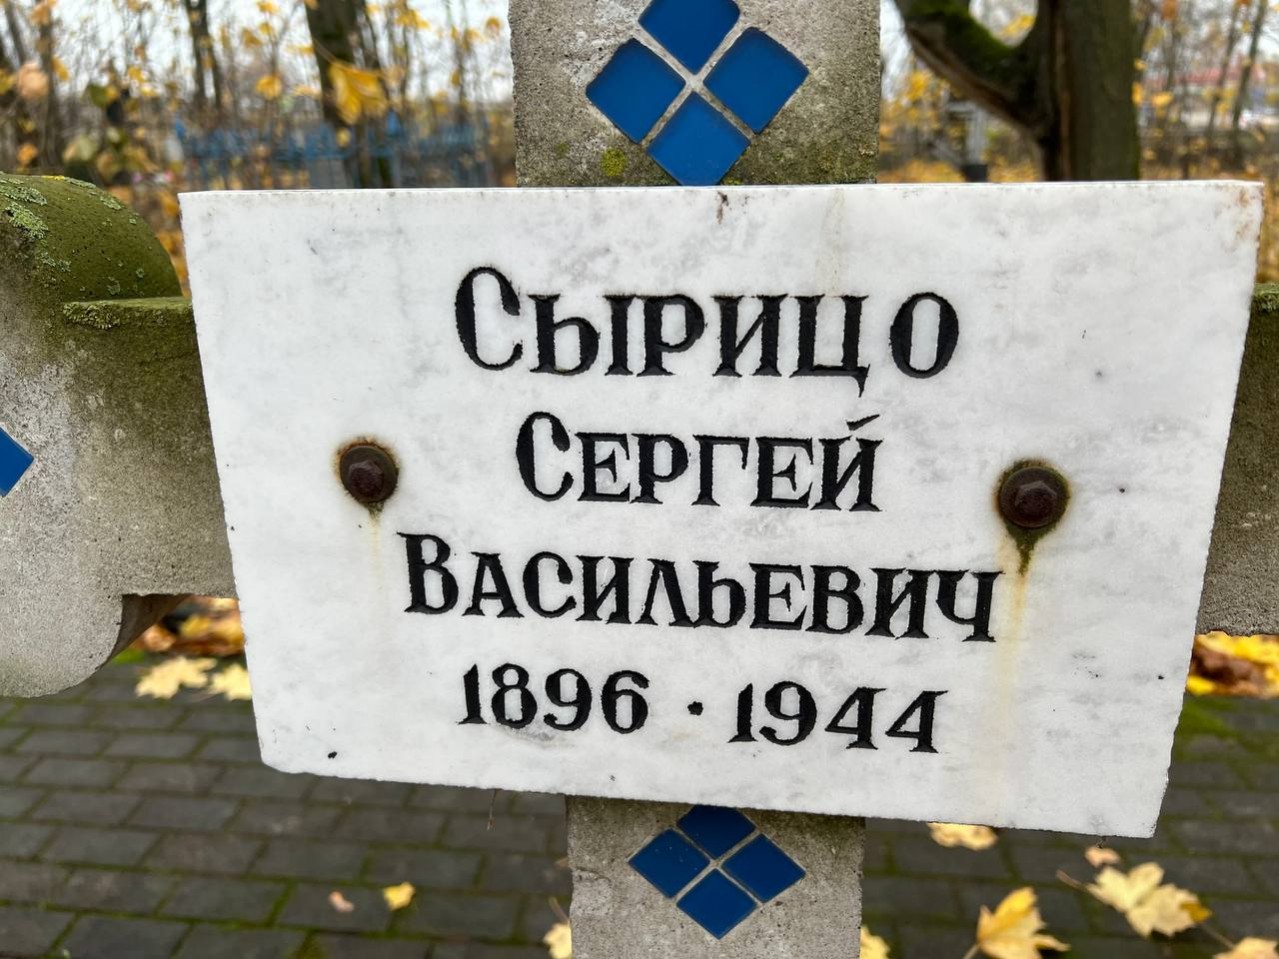 Сырицо
Сергей
Васильевич
1896 · 1944